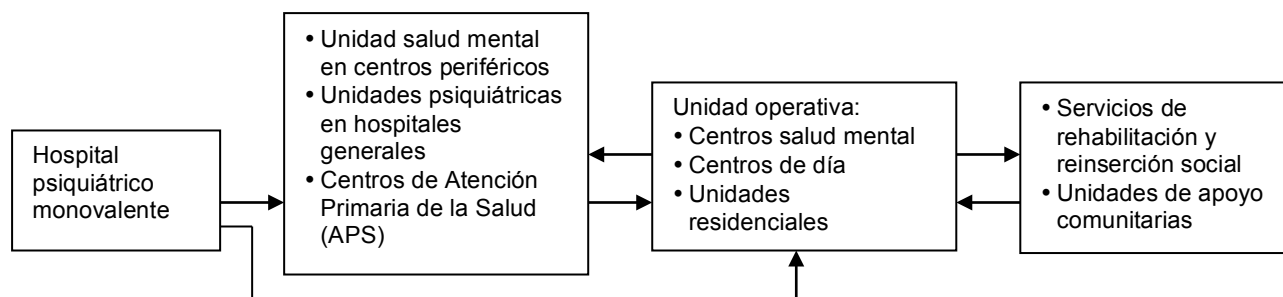 Hospital
psiquiátrico
monovalente
• Unidad salud mental
en centros periféricos
• Unidades psiquiátricas
en hospitales
generales
• Centros de Atención
Primaria de la Salud
(APS)
Unidad operativa:
• Centros salud mental
• Centros de día
• Unidades
residenciales
• Servicios de
rehabilitación y
reinserción social
• Unidades de apoyo
comunitarias